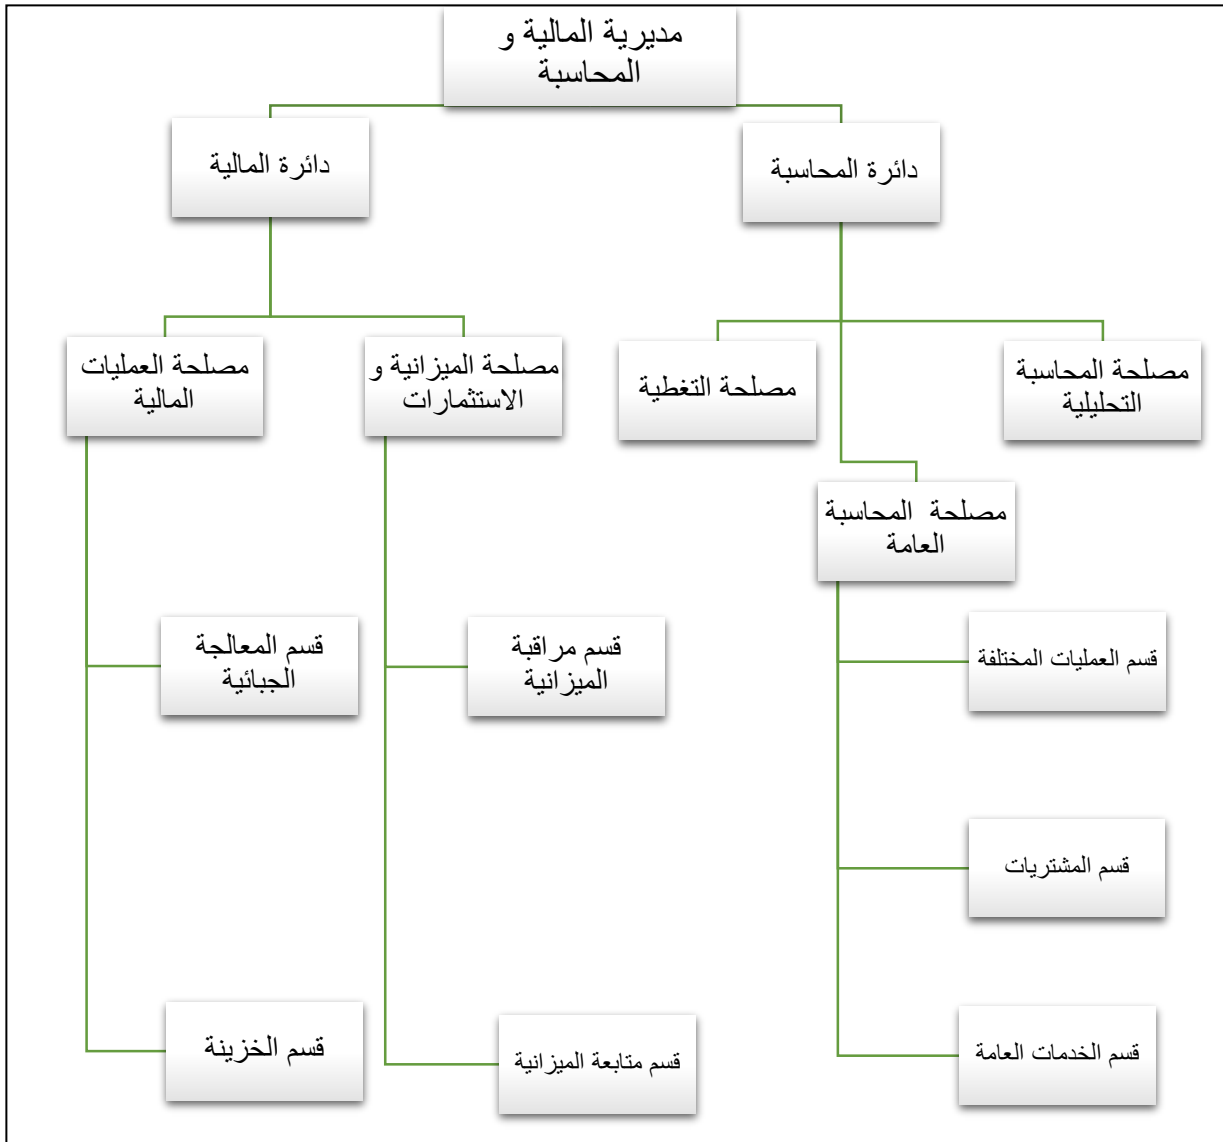 مديرية المالية و
المحاسبة
دائرة المحاسبة
دائرة المالية
مصلحة المحاسبة
التحليلية
مصلحة التغطية
مصلحة الميزانية و
الاستثمارات
مصلحة العمليات
المالية
مصلحة المحاسبة
العامة
قسم العمليات المختلفة
قسم مراقبة
الميزانية
قسم المعالجة
الجبائية
قسم المشتريات
قسم الخدمات العامة
قسم متابعة الميزانية
قسم الخزينة